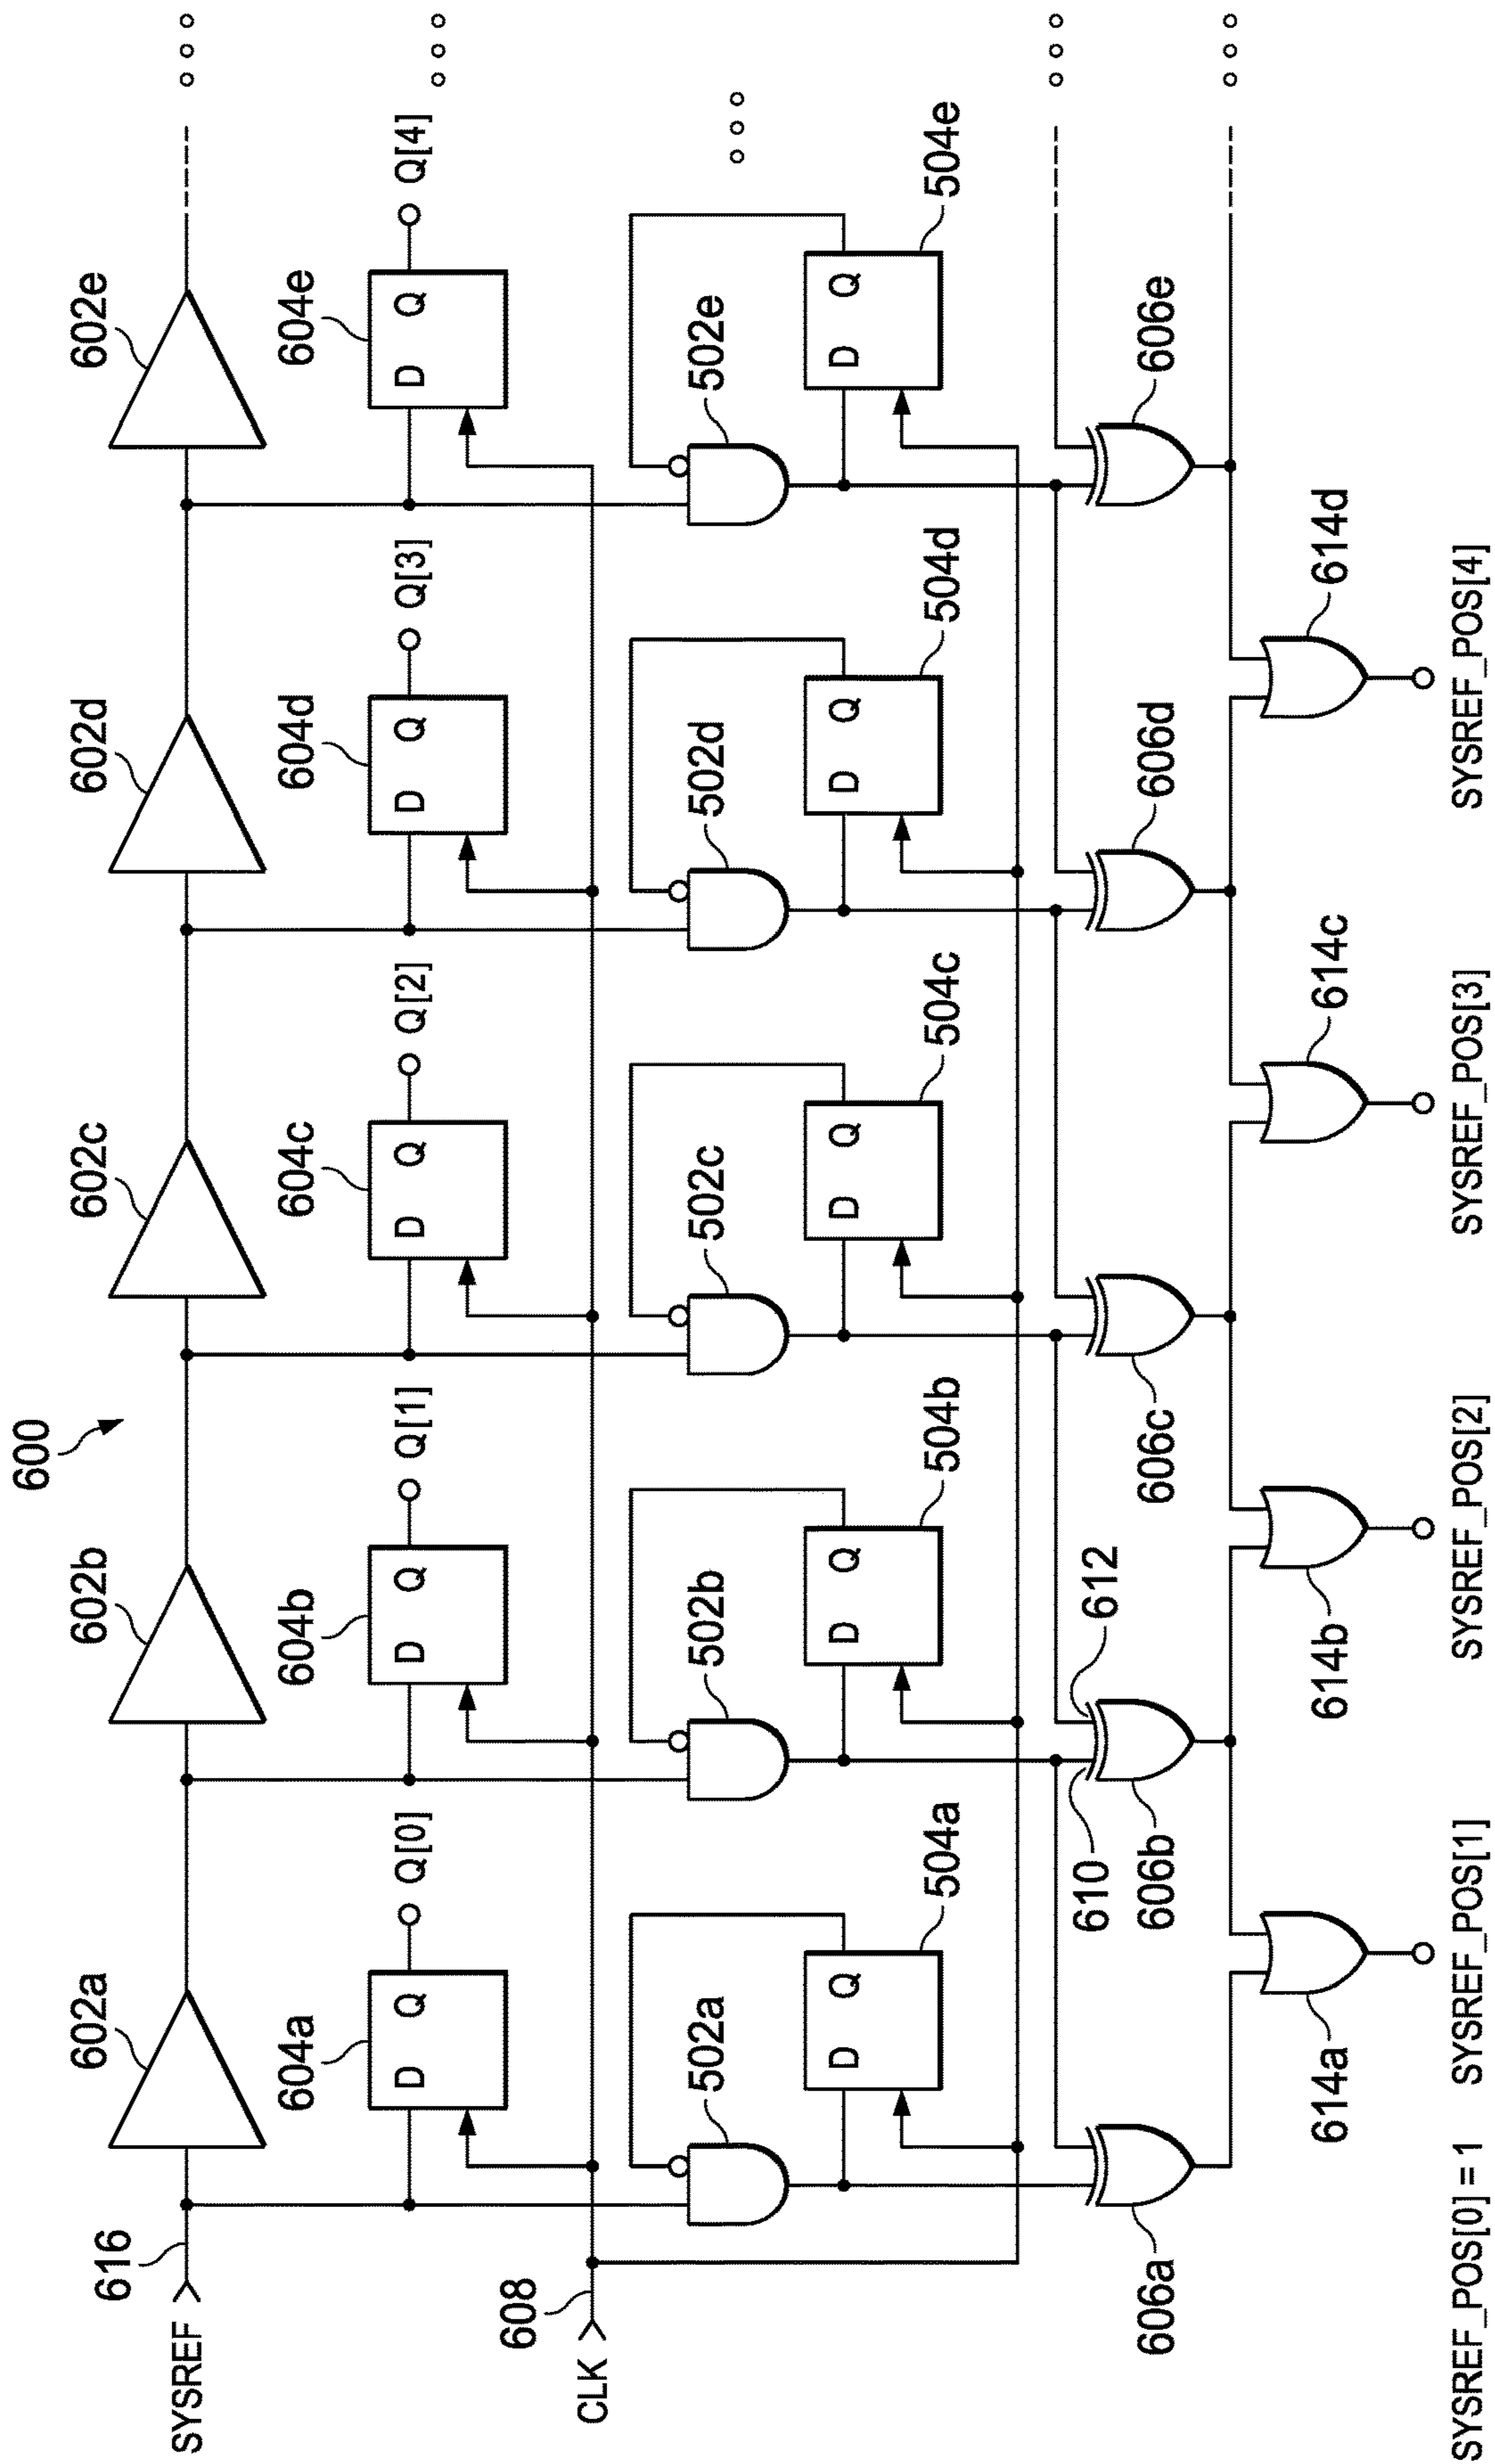 600
SYSREF
616
602a
602b
602c
602d
602e
604a
D Q
Q[0]
604b
D Q
Q[1]
604c
D Q
Q[2]
604d
D Q
Q[3]
604e
D Q
Q[4]
CLK
608
502a
502b
502c
502d
502e
D Q
504a
D Q
504b
D Q
504c
D Q
504d
D Q
504e
606a
610
612
606b
606c
606d
606e
614a
614b
614c
614d
SYSREF_POS[0] = 1
SYSREF_POS[1]
SYSREF_POS[2]
SYSREF_POS[3]
SYSREF_POS[4]